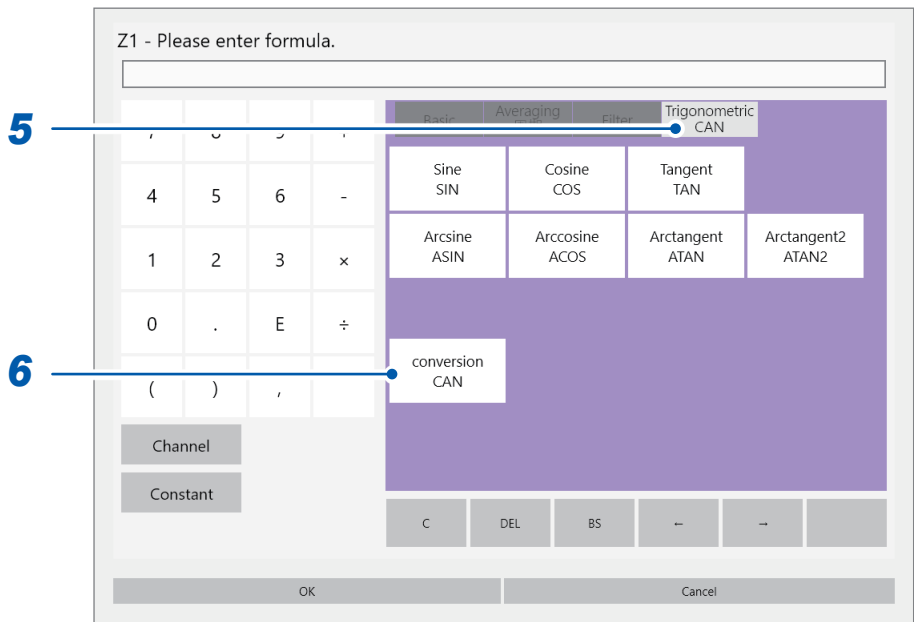 Z1 - Please enter formula.
5
Basic
Averaging
Filter
Trigonometric
CAN
4
5
6
-
Sine
SIN
Cosine
COS
Tangent
TAN
1
2
3
×
Arcsine
ASIN
Arccosine
ACOS
Arctangent
ATAN
Arctangent2
ATAN2
0
.
E
÷
6
(
)
,
conversion
CAN
Channel
Constant
C
DEL
BS
←
→
OK
Cancel